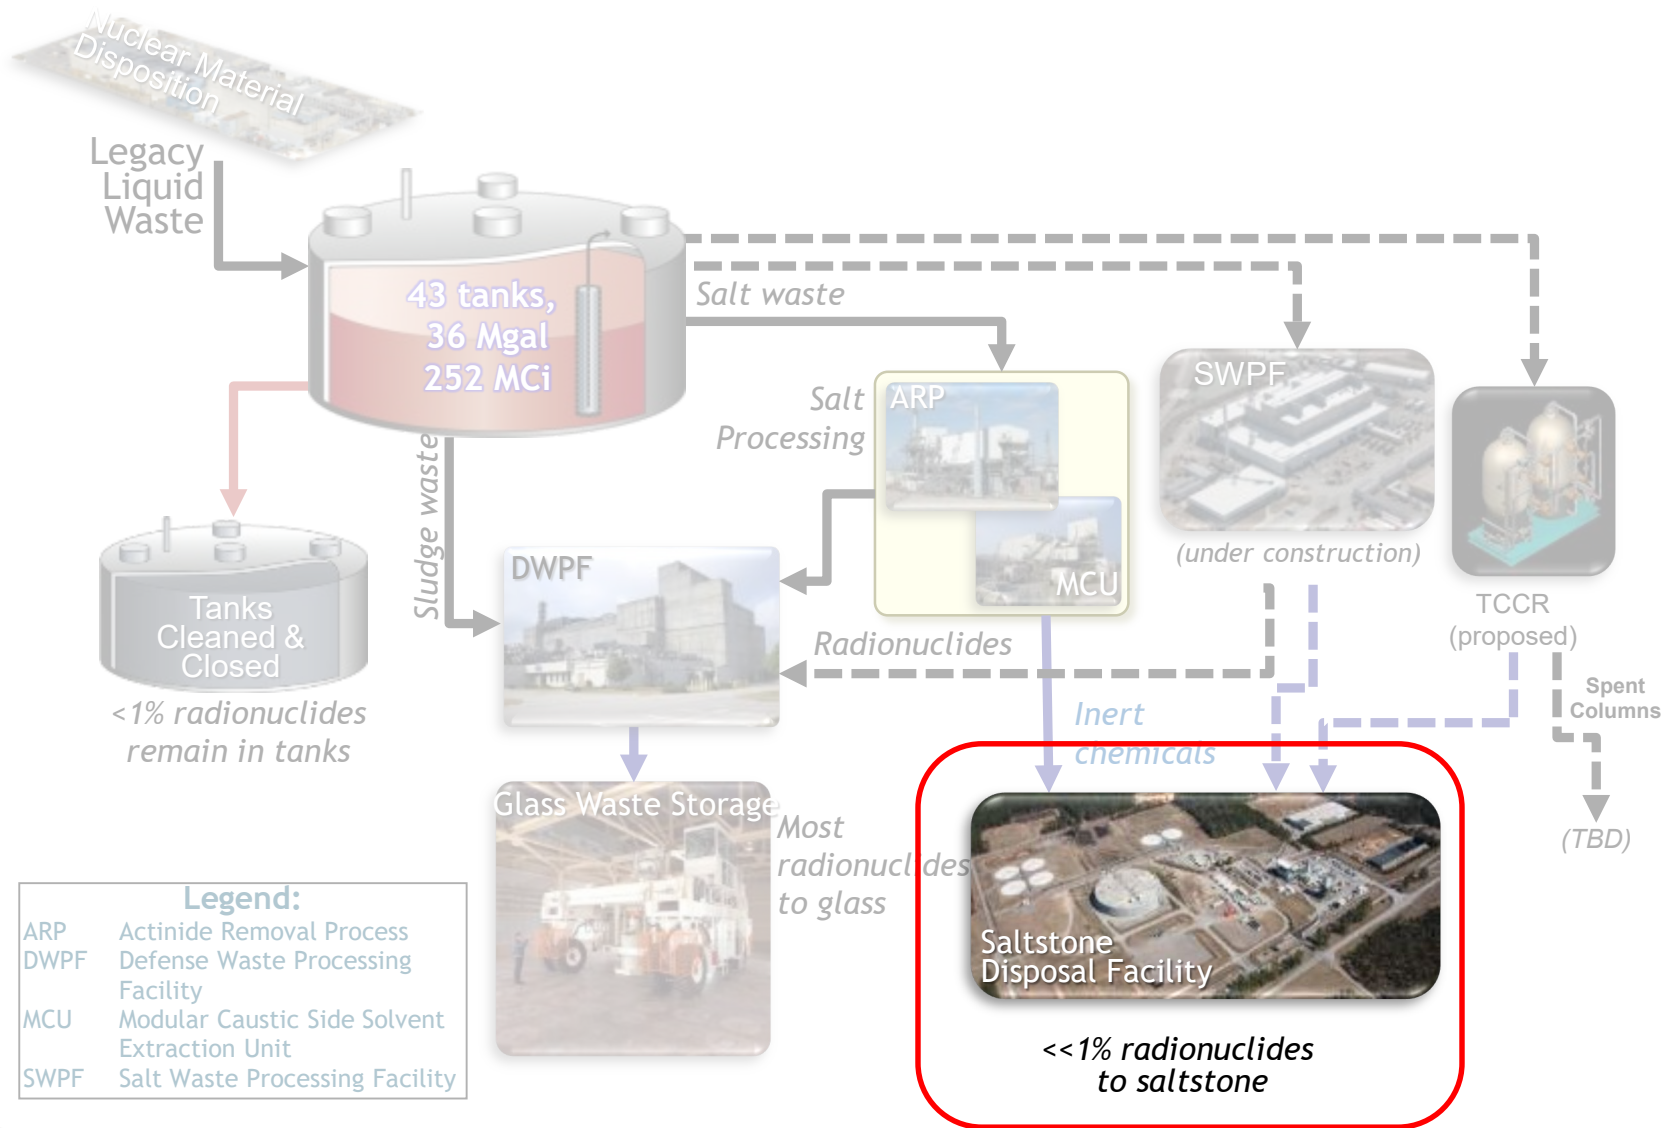 Nuclear Material
Disposition
Legacy
Liquid
Waste
43 tanks,
36 Mgal
252 MCi
Salt waste
Salt
Processing
ARP
MCU
SWPF
(under construction)
TCCR
(proposed)
Spent
Columns
(TBD)
Sludge waste
DWPF
Radionuclides
Tanks
Cleaned &
Closed
<1% radionuclides
remain in tanks
Inert
chemicals
Glass Waste Storage
Most
radionuclides
to glass
Saltstone
Disposal Facility
<<1% radionuclides
to saltstone
Legend:
ARP Actinide Removal Process
DWPF Defense Waste Processing
Facility
MCU Modular Caustic Side Solvent
Extraction Unit
SWPF Salt Waste Processing Facility